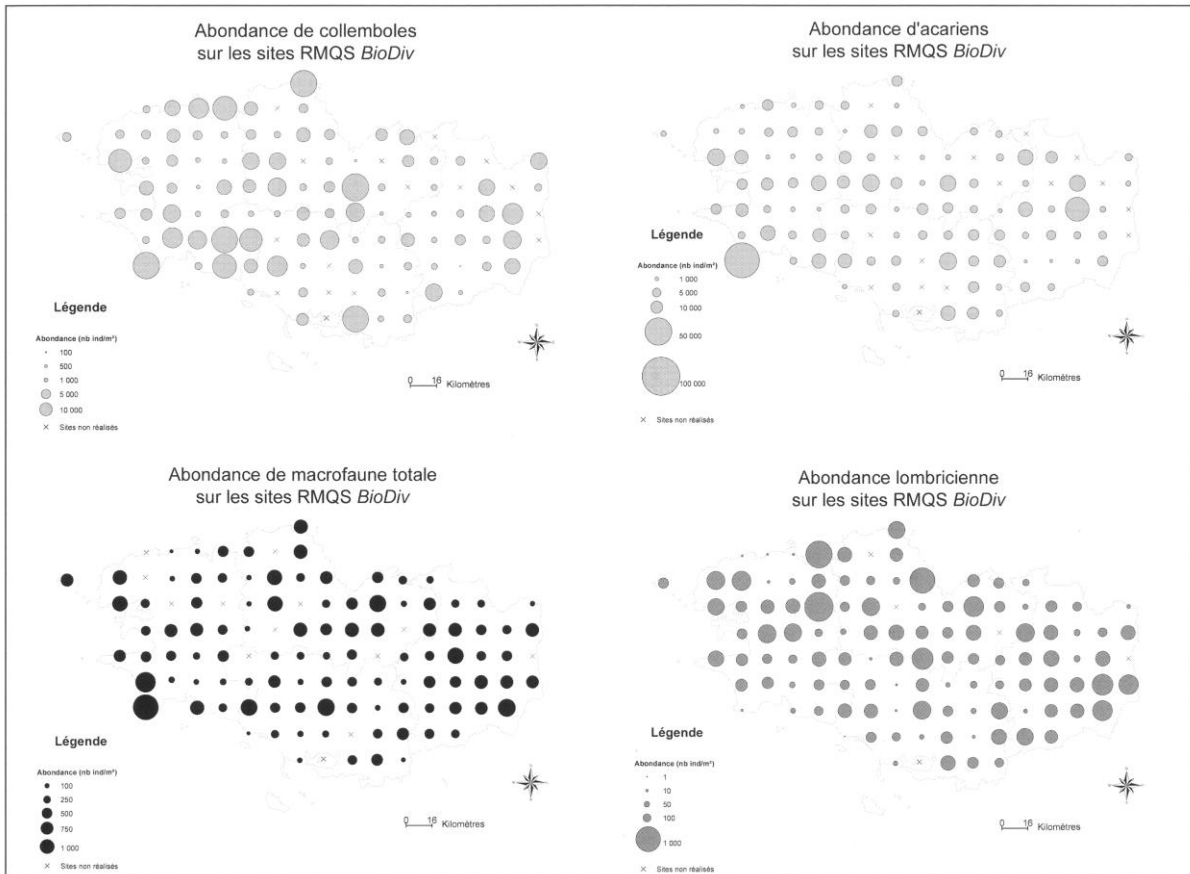 Abondance de collemboles
sur les sites RMQS BioDiv
Légende
Abondance (nb ind/m²)
100
500
1 000
5 000
10 000
Sites non réalisés
0 16 Kilomètres
Abondance d'acariens
sur les sites RMQS BioDiv
Légende
Abondance (nb ind/m²)
1 000
5 000
10 000
50 000
100 000
Sites non réalisés
0 16 Kilomètres
Abondance de macrofaune totale
sur les sites RMQS BioDiv
Légende
Abondance (nb ind/m²)
100
250
500
750
1 000
Sites non réalisés
0 16 Kilomètres
Abondance lombricienne
sur les sites RMQS BioDiv
Légende
Abondance (nb ind/m²)
1
10
50
100
1 000
Sites non réalisés
0 16 Kilomètres